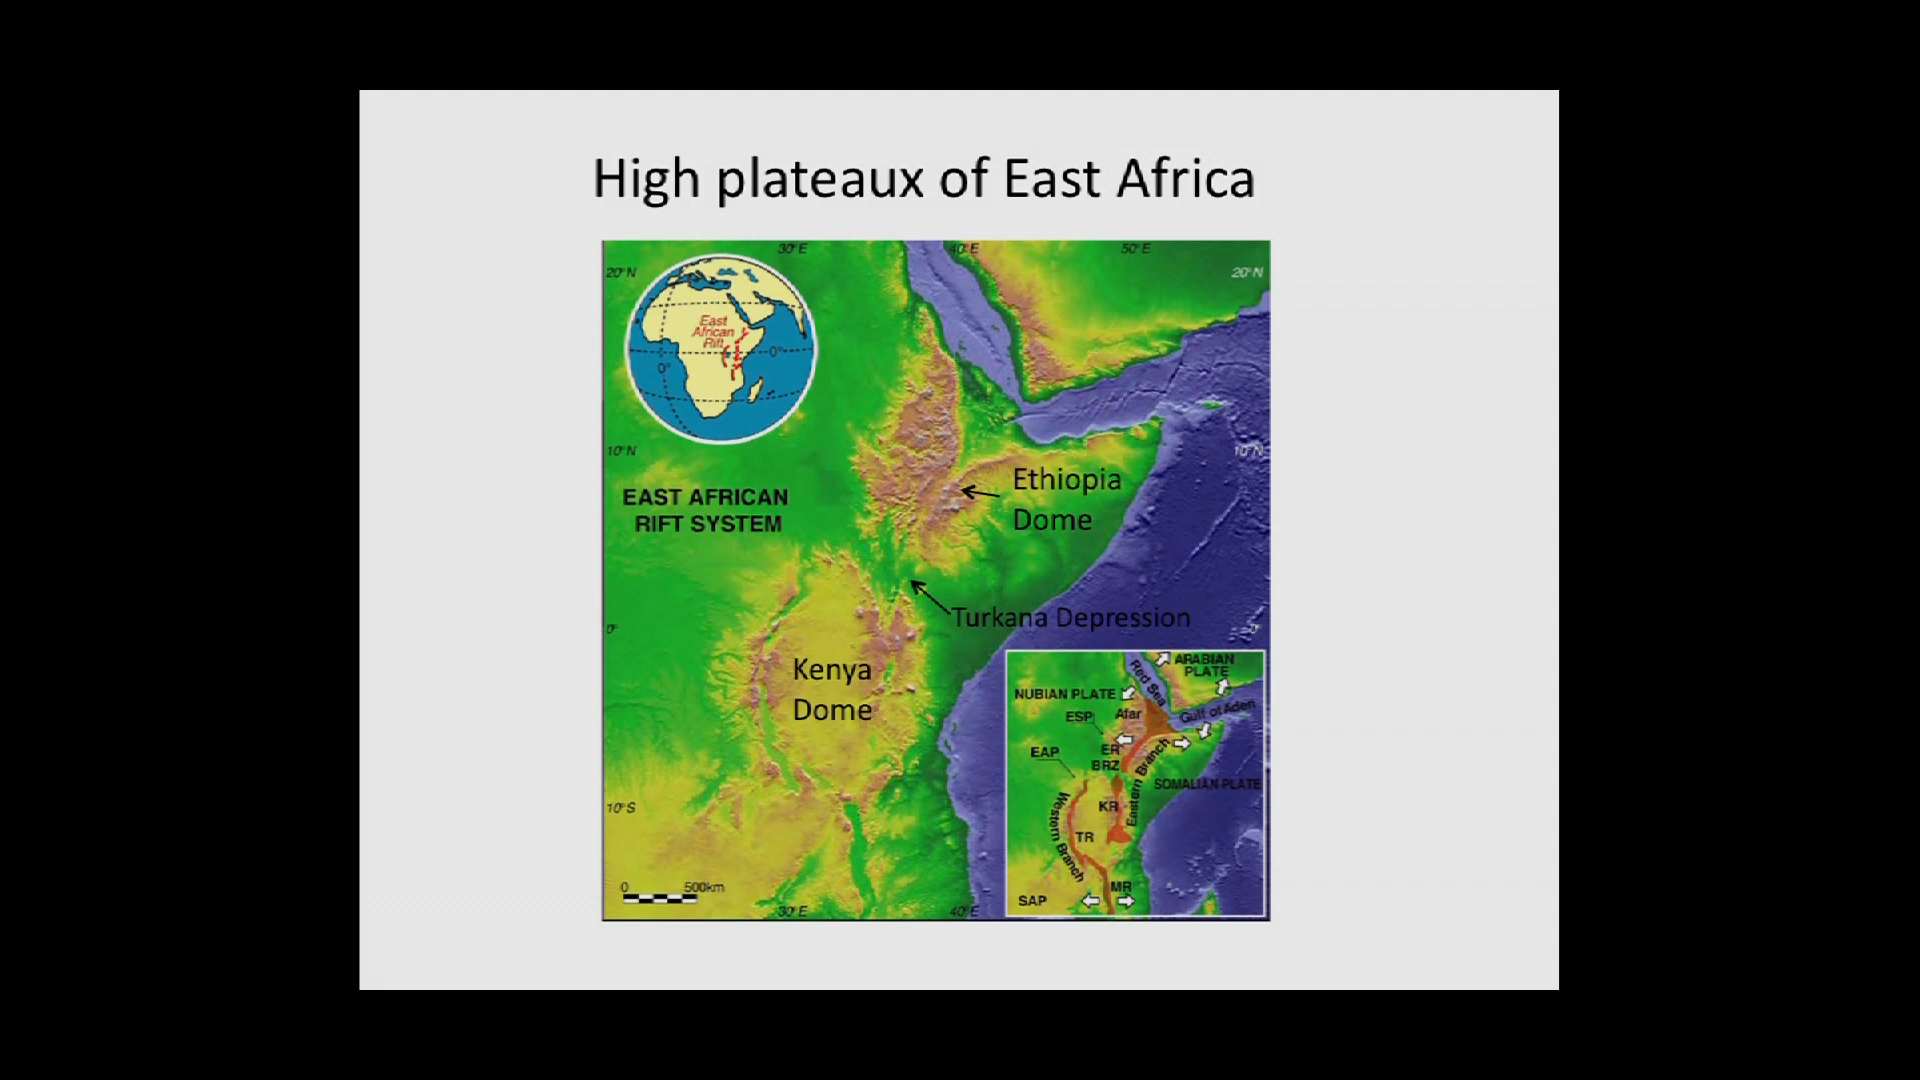 High plateaux of East Africa
30°E
40°E
50°E
20°N
20°N
East
African
Rift
0°
0°
10°N
10°N
EAST AFRICAN
RIFT SYSTEM
Ethiopia
Dome
Turkana Depression
0°
0°
Kenya
Dome
10°S
0
500km
30°E
40°E
ARABIAN
PLATE
Red Sea
NUBIAN PLATE
ESP
Afar
Gulf of Aden
EAP
ER
BRZ
Eastern Branch
SOMALIAN PLATE
Western Branch
KR
TR
MR
SAP